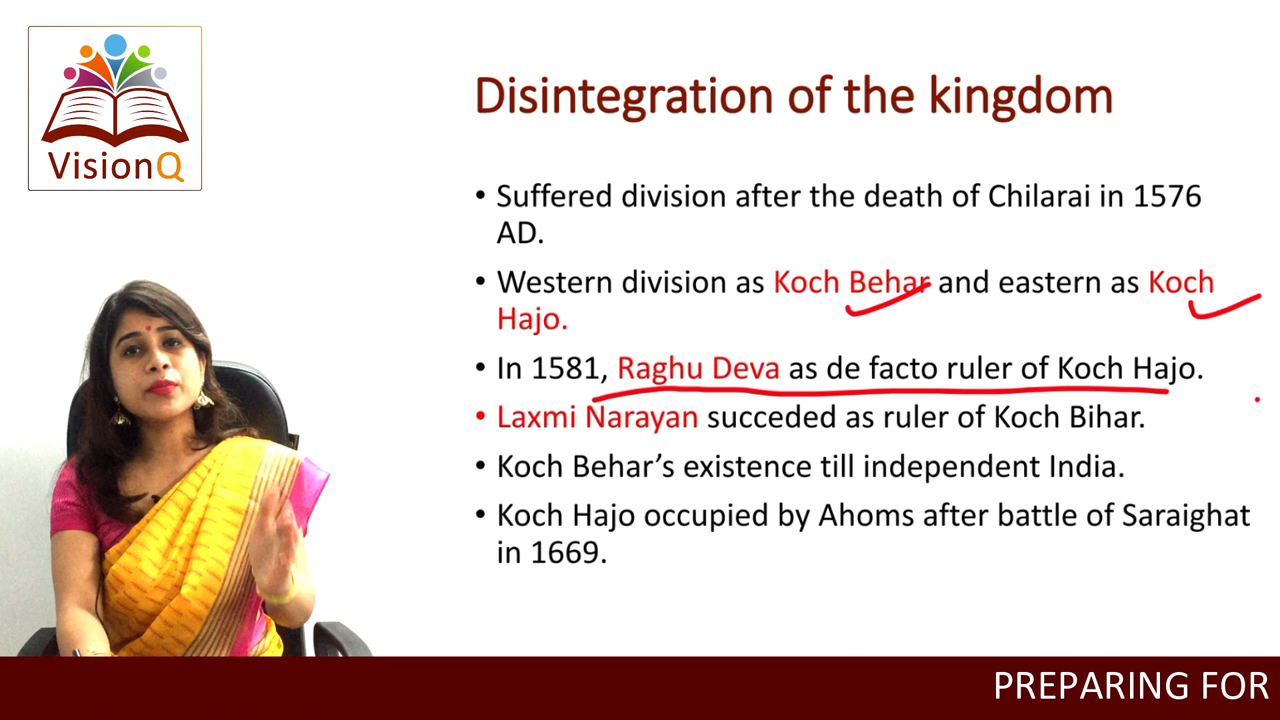 VisionQ
Disintegration of the kingdom
• Suffered division after the death of Chilarai in 1576
AD.
• Western division as Koch Behar and eastern as Koch
Hajo.
• In 1581, Raghu Deva as de facto ruler of Koch Hajo.
• Laxmi Narayan succeded as ruler of Koch Bihar.
• Koch Behar’s existence till independent India.
• Koch Hajo occupied by Ahoms after battle of Saraighat
in 1669.
PREPARING FOR